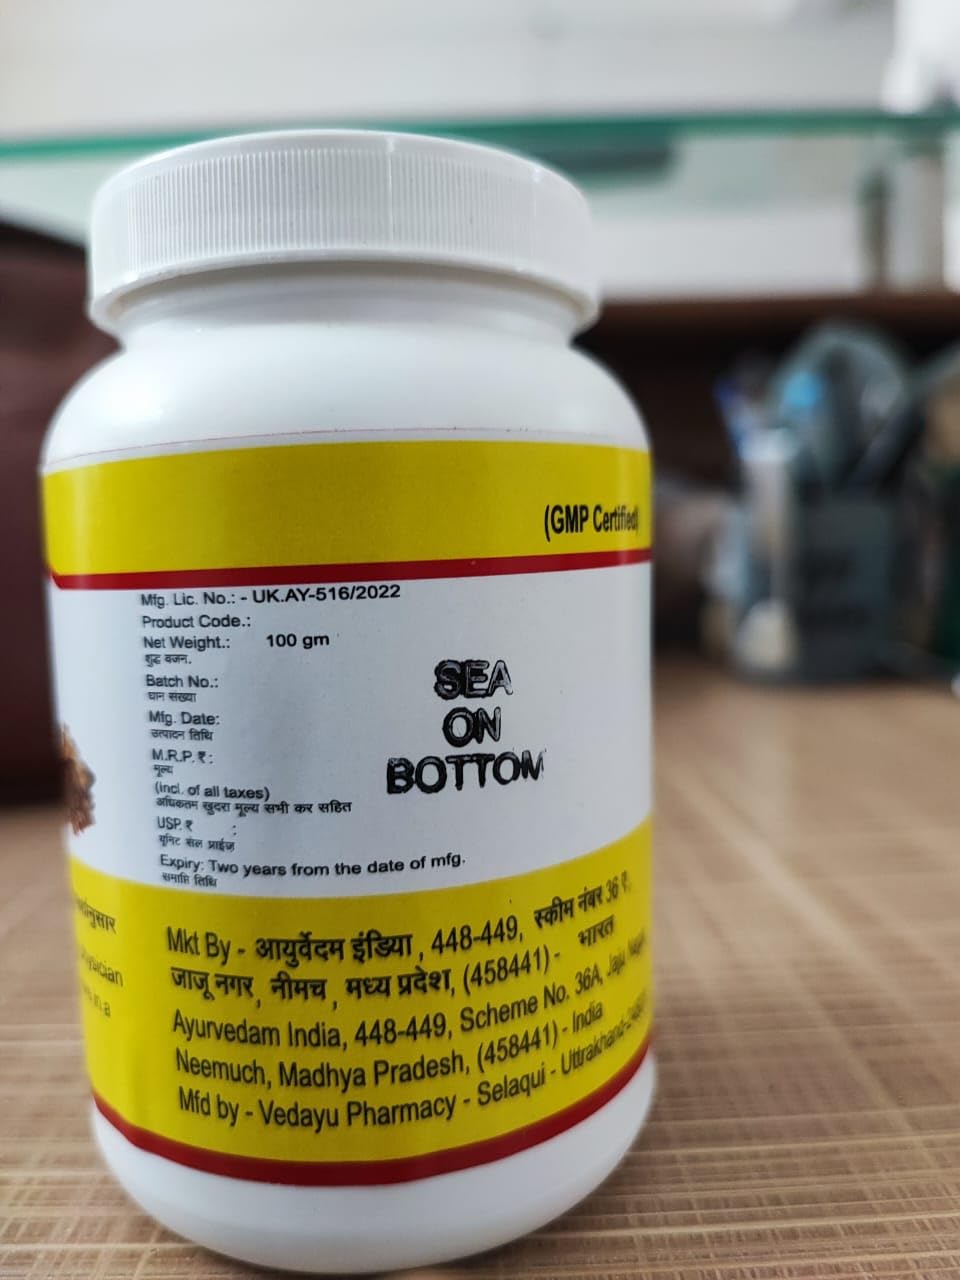 (GMP Certified)
Mfg. Lic. No.: - UK.AY-516/2022
Product Code.:
Net Weight.: 100 gm
शुद्ध वजन.
Batch No.:
घान संख्या
Mfg. Date:
उत्पादन तिथि
M.R.P. ₹:
मूल्य
(incl. of all taxes)
अधिकतम खुदरा मूल्य सभी कर सहित
USP. ₹ :
यूनिट सेल प्राईज
Expiry: Two years from the date of mfg.
समाप्ति तिथि
SEA
ON
BOTTOM
Mkt By - आयुर्वेदम इंडिया , 448-449, स्कीम नंबर 36 ए,
जाजू नगर, नीमच , मध्य प्रदेश, (458441) - भारत
Ayurvedam India, 448-449, Scheme No. 36A, Jaju
Neemuch, Madhya Pradesh, (458441) - India
Mfd by - Vedayu Pharmacy - Selaqui - Uttrakhand